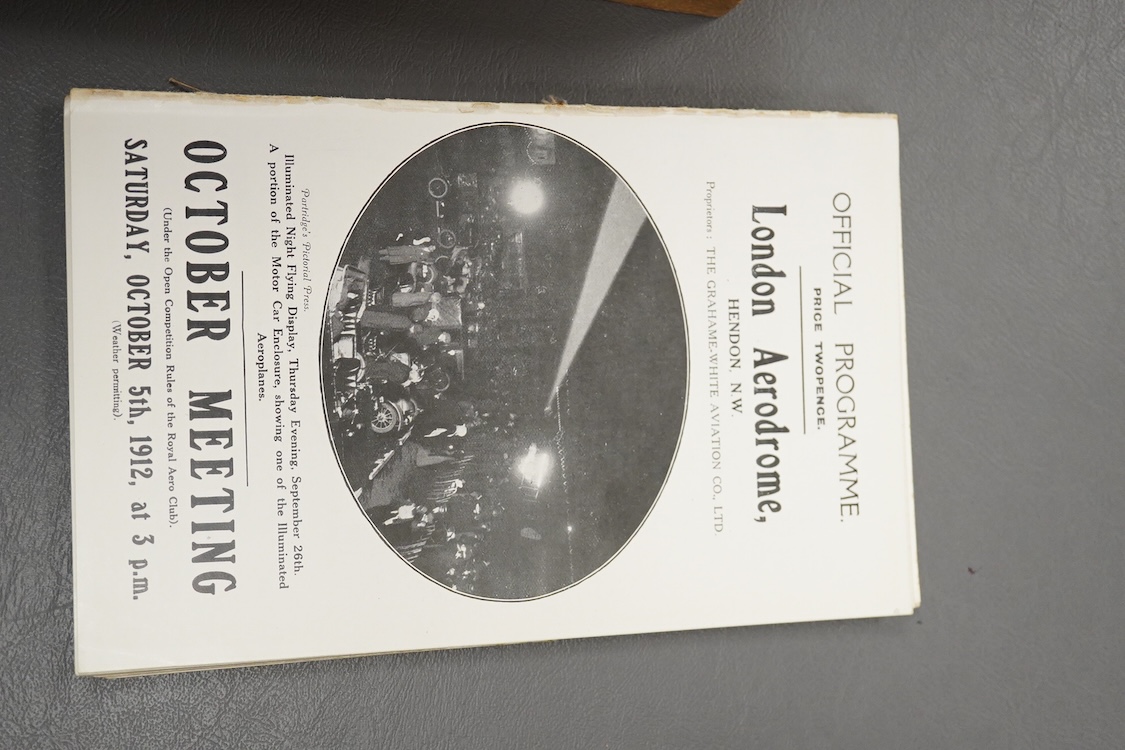 OFFICIAL PROGRAMME.
PRICE TWOPENCE.
London Aerodrome,
HENDON, N.W.
Proprietors: THE GRAHAME-WHITE AVIATION CO., LTD.
Partridge's Pictorial Press.
Illuminated Night Flying Display, Thursday Evening, September 26th.
A portion of the Motor Car Enclosure, showing one of the Illuminated
Aeroplanes.
OCTOBER MEETING
(Under the Open Competition Rules of the Royal Aero Club).
SATURDAY, OCTOBER 5th, 1912, at 3 p.m.
(Weather permitting).